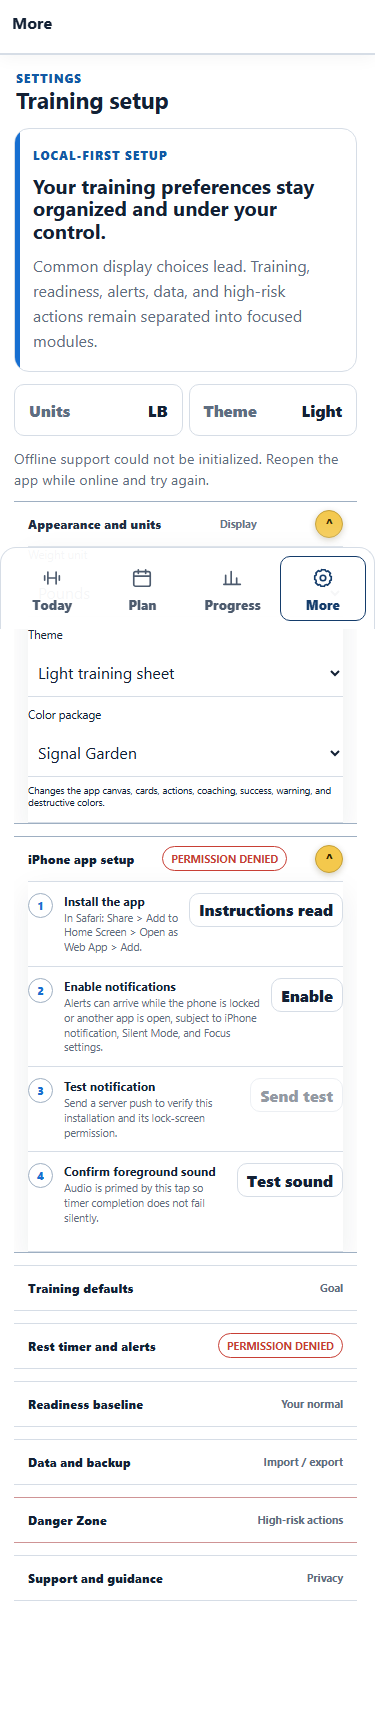 More
SETTINGS
Training setup
LOCAL-FIRST SETUP
Your training preferences stay
organized and under your
control.
Common display choices lead. Training,
readiness, alerts, data, and high-risk
actions remain separated into focused
modules.
Units LB
Theme Light
Offline support could not be initialized. Reopen the
app while online and try again.
Appearance and units Display ^
Weight unit
Pounds
Today Plan Progress More
Theme
Light training sheet
Color package
Signal Garden
Changes the app canvas, cards, actions, coaching, success, warning, and
destructive colors.
iPhone app setup PERMISSION DENIED ^
1 Install the app
In Safari: Share > Add to
Home Screen > Open as
Web App > Add.
Instructions read
2 Enable notifications
Alerts can arrive while the phone is locked
or another app is open, subject to iPhone
notification, Silent Mode, and Focus
settings.
Enable
3 Test notification
Send a server push to verify this
installation and its lock-screen
permission.
Send test
4 Confirm foreground sound
Audio is primed by this tap so
timer completion does not fail
silently.
Test sound
Training defaults Goal
Rest timer and alerts PERMISSION DENIED
Readiness baseline Your normal
Data and backup Import / export
Danger Zone High-risk actions
Support and guidance Privacy